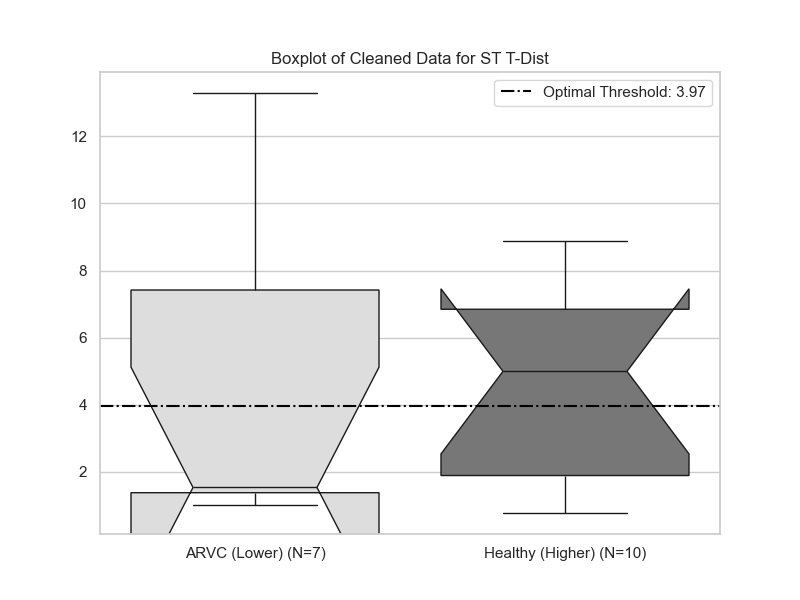 Boxplot of Cleaned Data for ST T-Dist
Optimal Threshold: 3.97
12
10
8
6
4
2
ARVC (Lower) (N=7)
Healthy (Higher) (N=10)